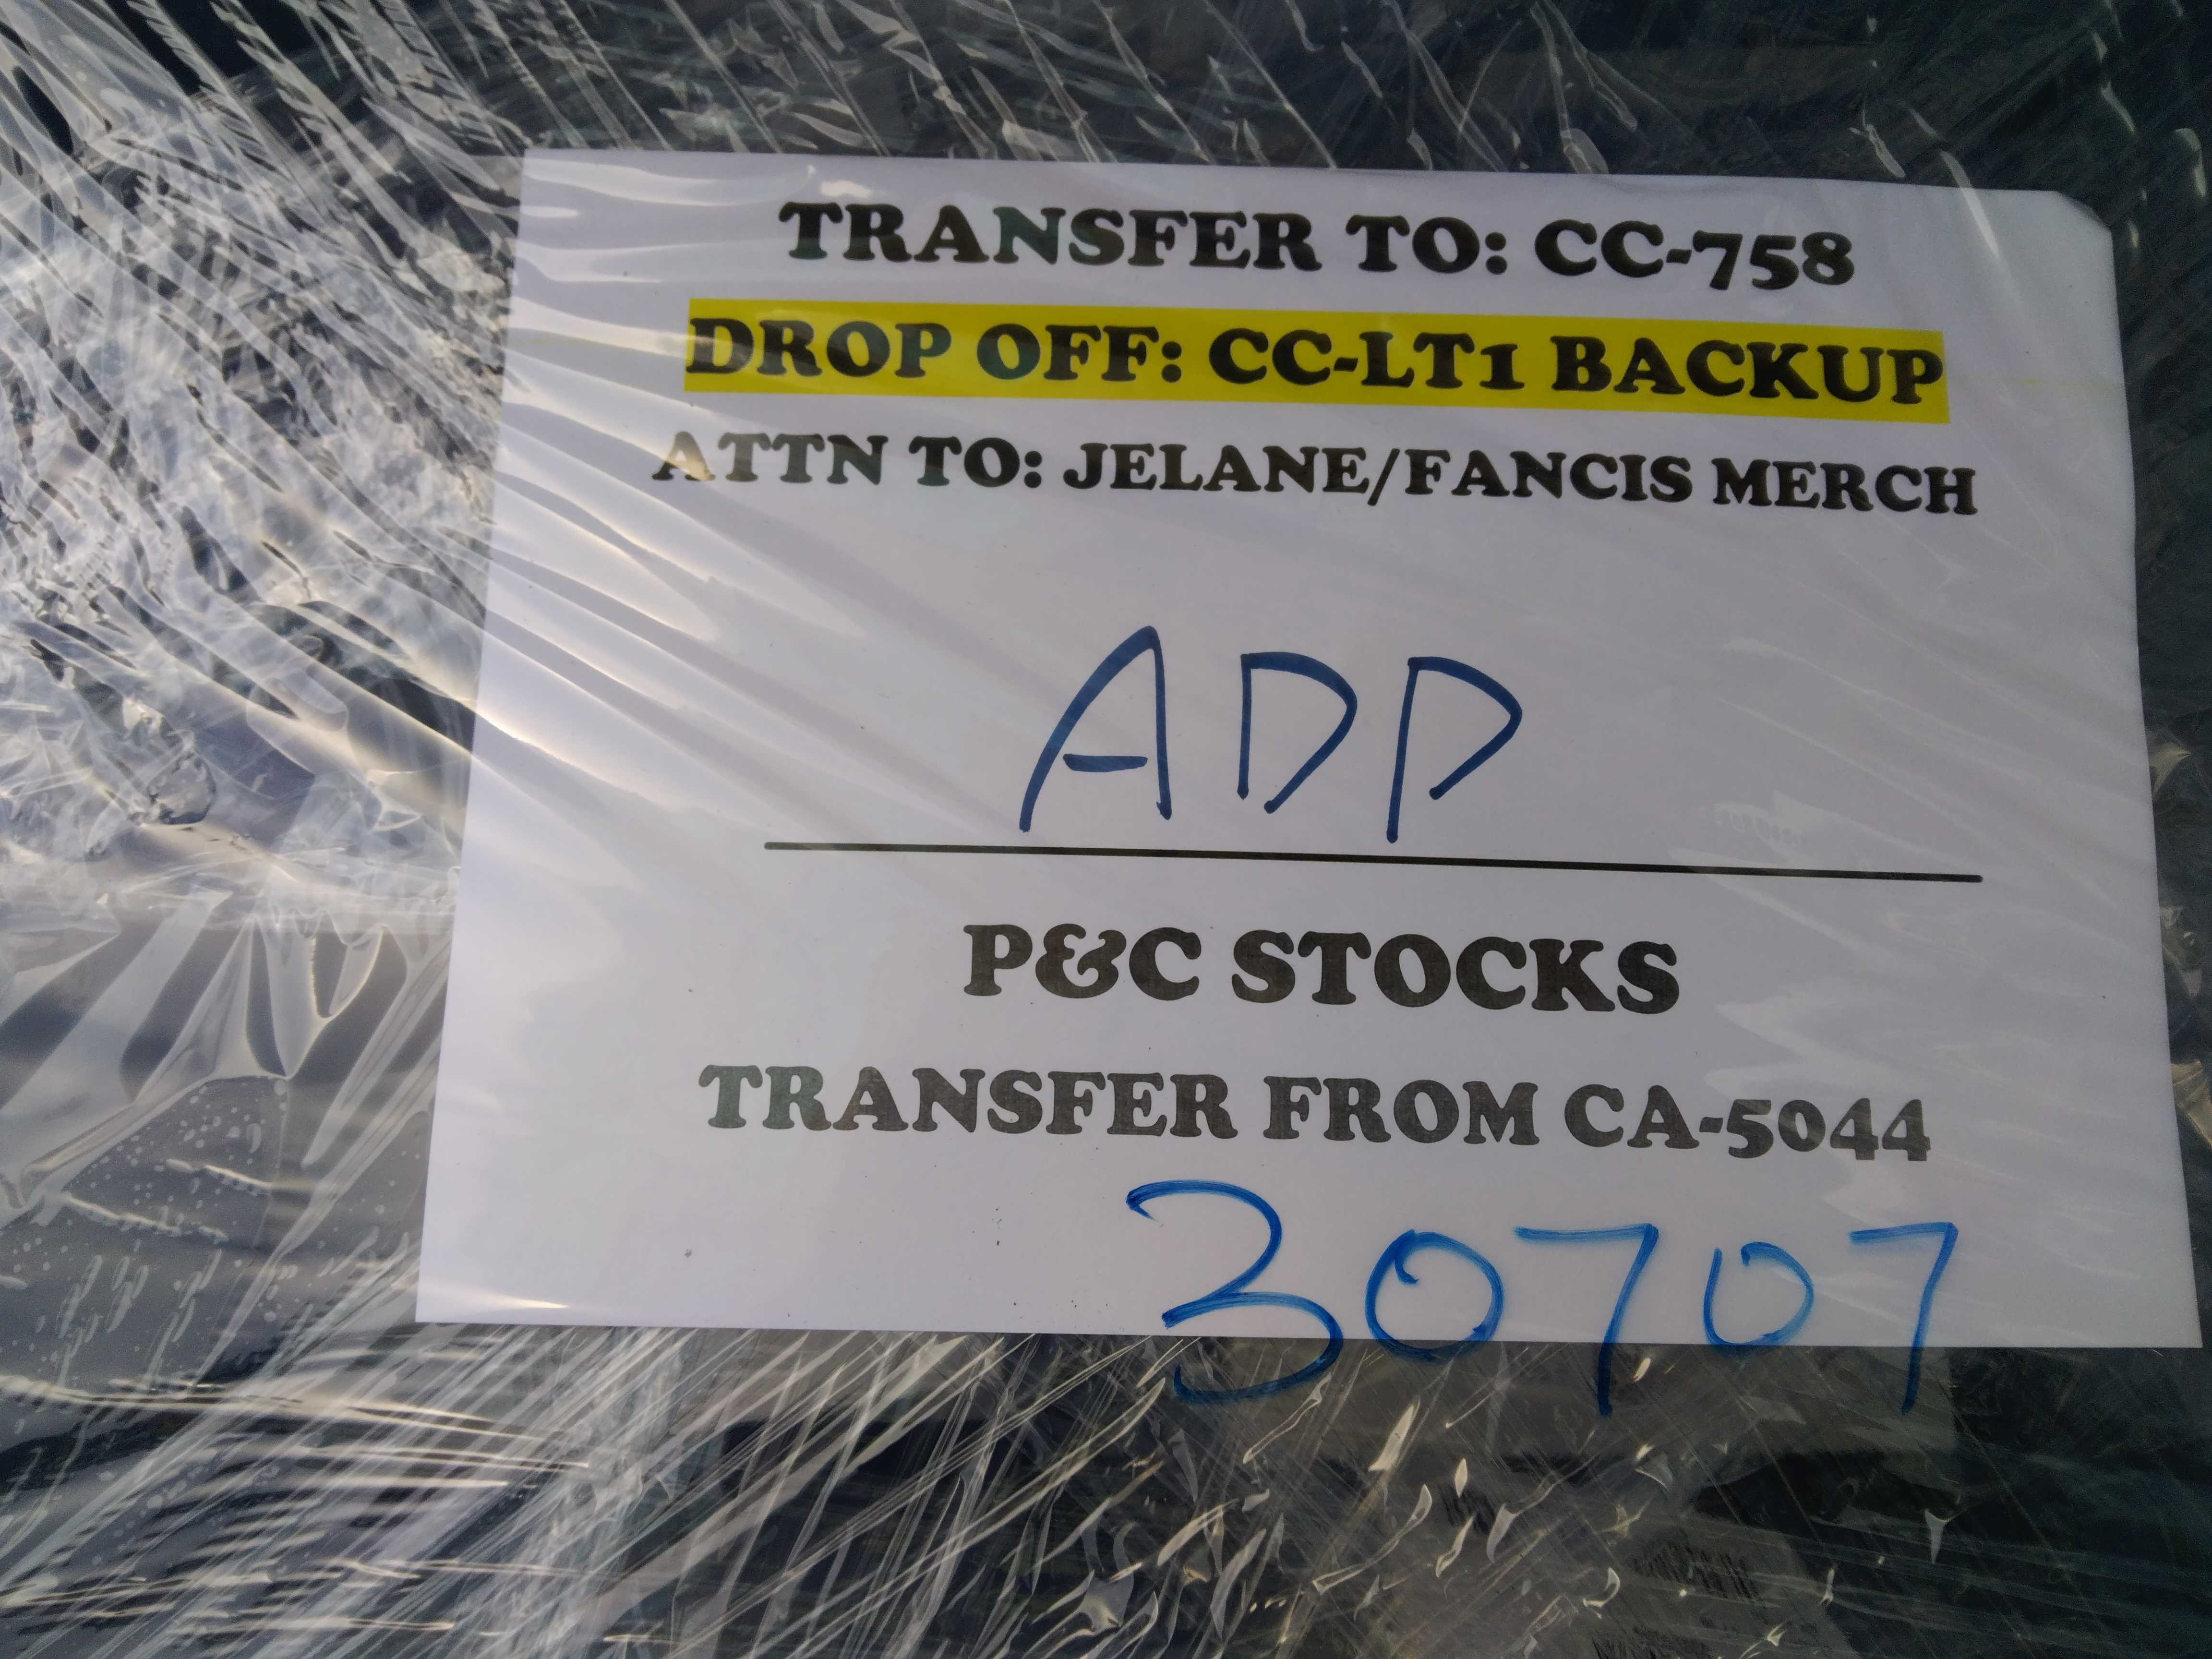 TRANSFER TO: CC-758
DROP OFF: CC-LT1 BACKUP
ATTN TO: JELANE/FANCIS MERCH
ADD
P&C STOCKS
TRANSFER FROM CA-5044
30707